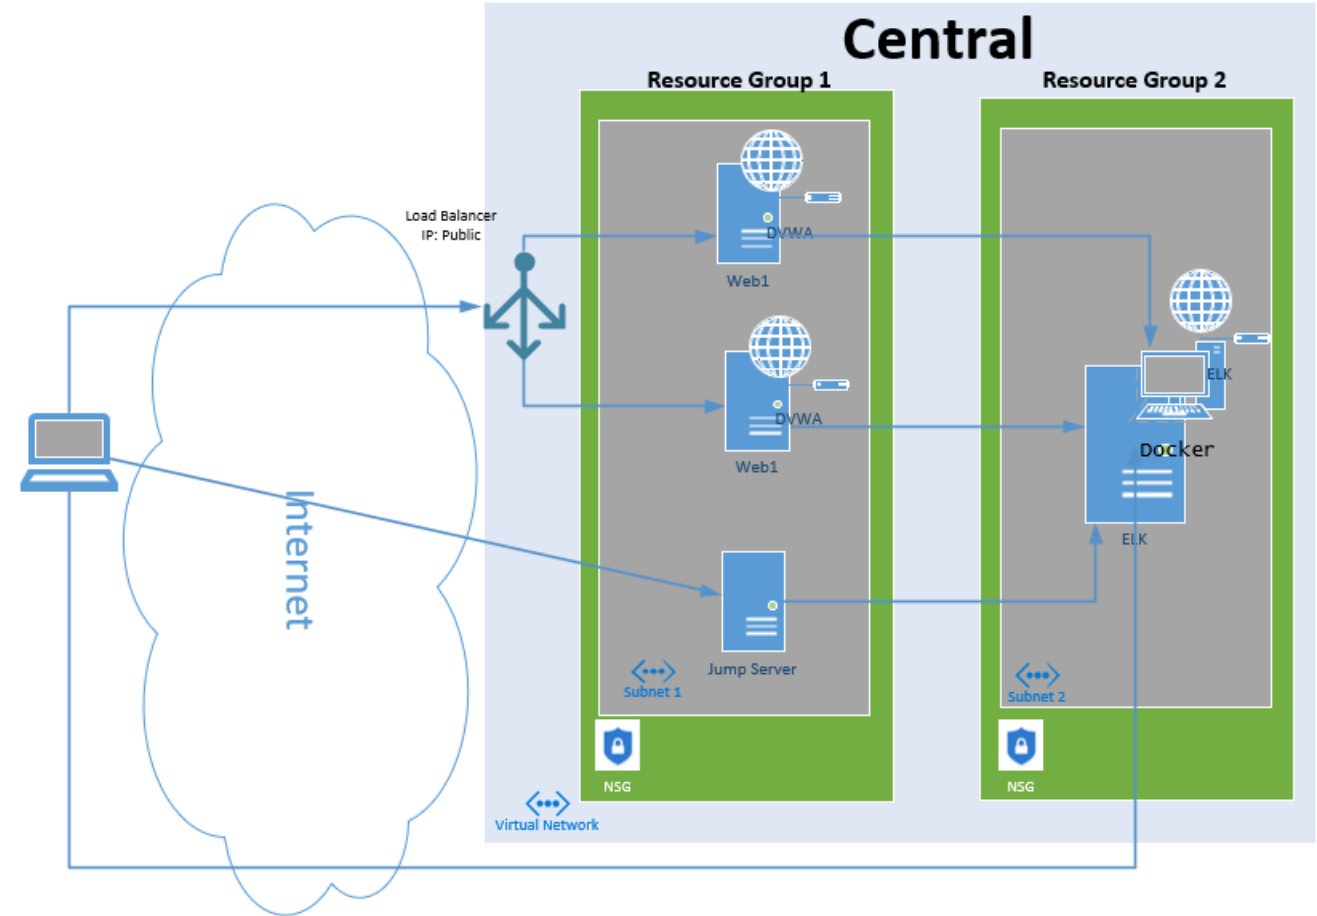 Central
Resource Group 1
Resource Group 2
Load Balancer
IP: Public
DVWA
Web1
DVWA
Web1
ELK
Docker
ELK
Internet
Jump Server
Subnet 1
Subnet 2
NSG
NSG
Virtual Network